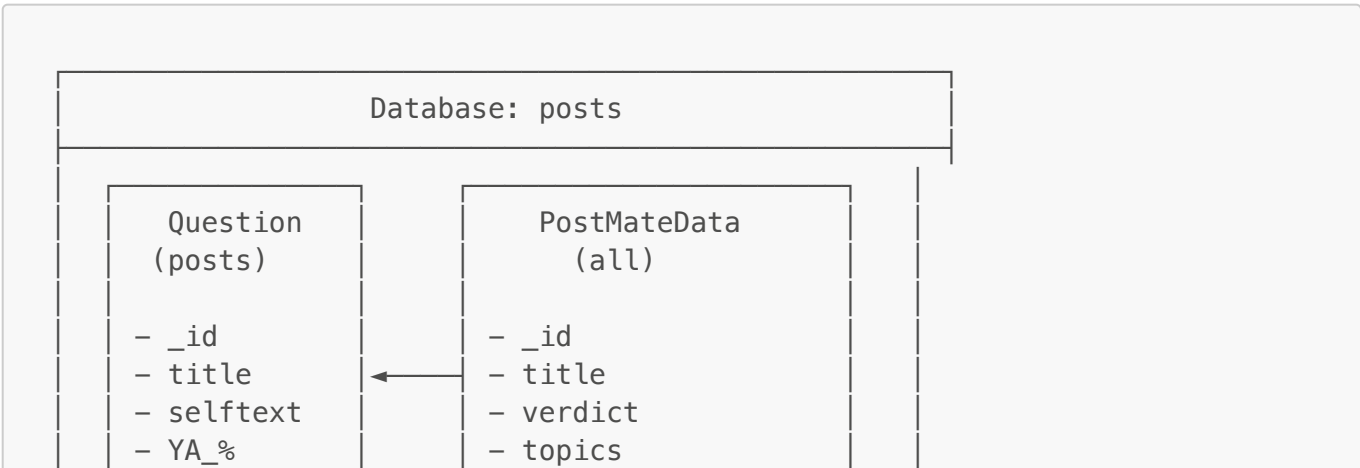 Database: posts
Question PostMateData
(posts) (all)
- _id - _id
- title - title
- selftext - verdict
- YA_% - topics